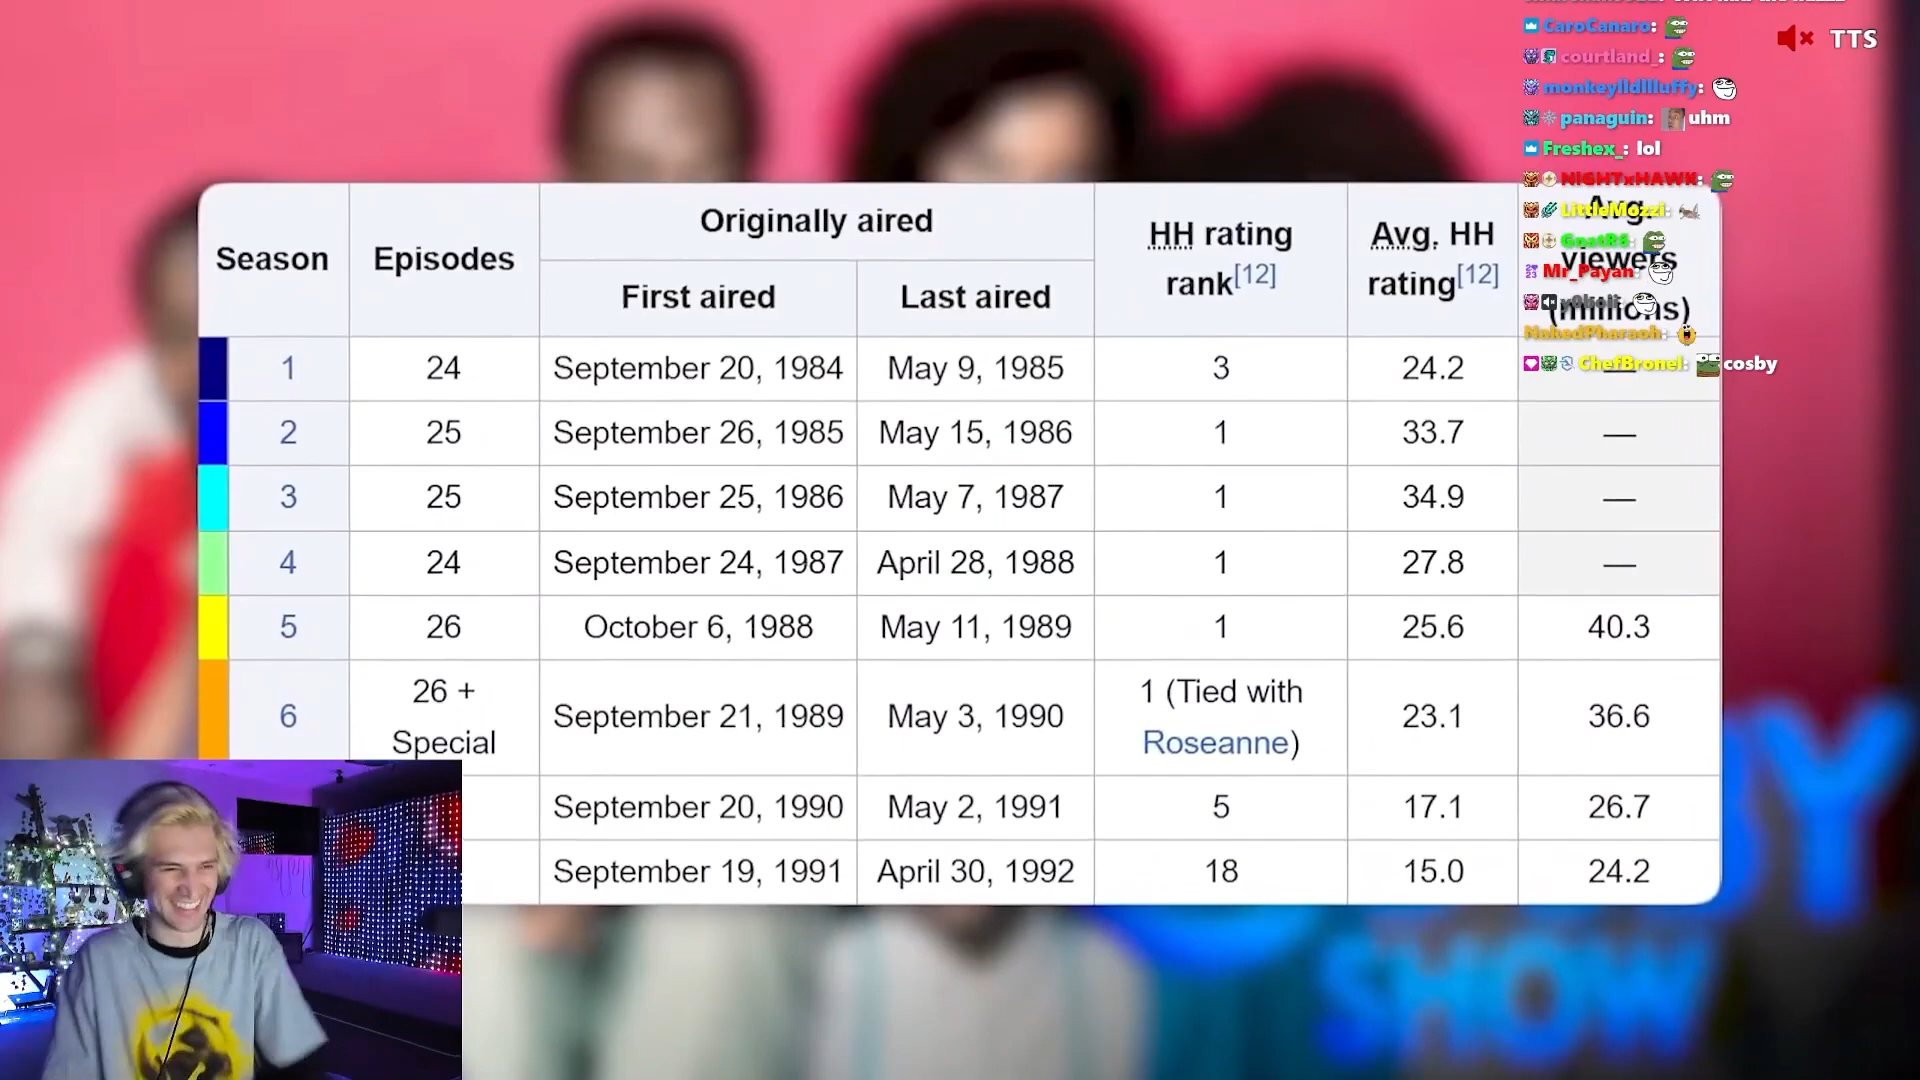 CaroCanaro:
TTS
courtland_:
panaguin: uhm
Freshex_: lol
NiGHTxHAWK:
LittleMozzi:
GnatRS:
Mr_Payan:
NakedPharaoh:
ChefBronel: cosby
Season
Episodes
Originally aired
First aired
Last aired
HH rating
rank[12]
Avg. HH
rating[12]
Avg.
viewers
(millions)
1 24 September 20, 1984 May 9, 1985 3 24.2 —
2 25 September 26, 1985 May 15, 1986 1 33.7 —
3 25 September 25, 1986 May 7, 1987 1 34.9 —
4 24 September 24, 1987 April 28, 1988 1 27.8 —
5 26 October 6, 1988 May 11, 1989 1 25.6 40.3
6 26 + Special September 21, 1989 May 3, 1990 1 (Tied with Roseanne) 23.1 36.6
September 20, 1990 May 2, 1991 5 17.1 26.7
September 19, 1991 April 30, 1992 18 15.0 24.2
BY
SHOW